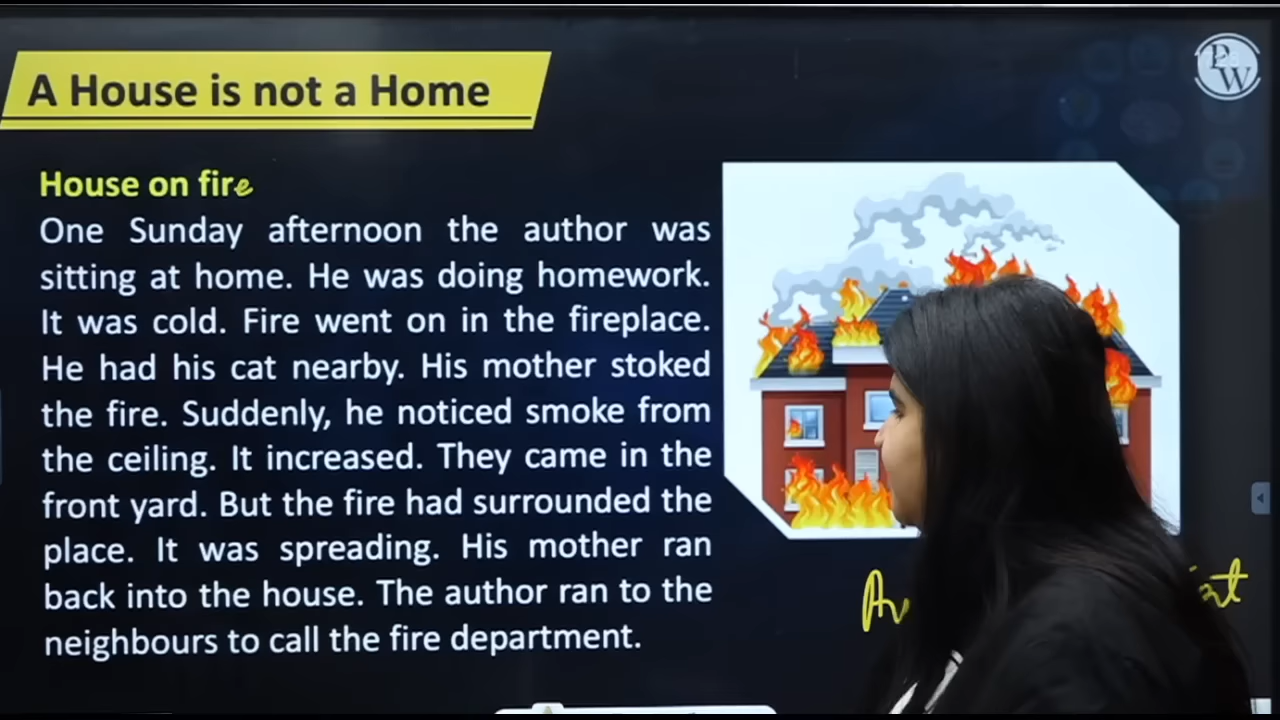 A House is not a Home
PW
House on fire
One Sunday afternoon the author was
sitting at home. He was doing homework.
It was cold. Fire went on in the fireplace.
He had his cat nearby. His mother stoked
the fire. Suddenly, he noticed smoke from
the ceiling. It increased. They came in the
front yard. But the fire had surrounded the
place. It was spreading. His mother ran
back into the house. The author ran to the
neighbours to call the fire department.